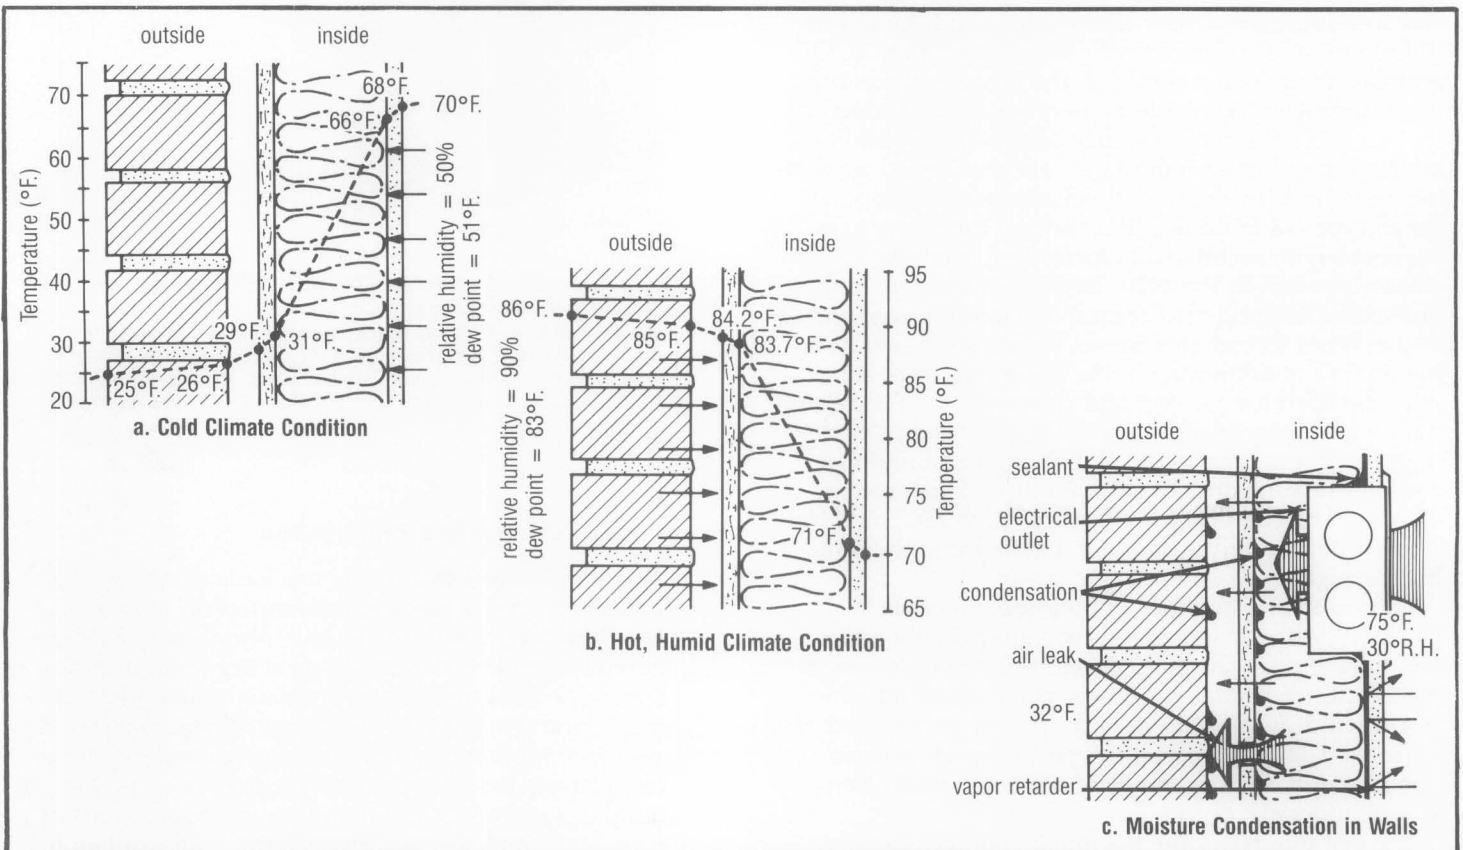 outside
inside
Temperature (°F.)
70
60
50
40
30
20
68°F.
70°F.
66°F.
29°F.
31°F.
25°F.
26°F.
relative humidity = 50%
dew point = 51°F.
a. Cold Climate Condition
outside
inside
relative humidity = 90%
dew point = 83°F.
86°F.
85°F.
84.2°F.
83.7°F.
71°F.
95
90
85
80
75
70
65
Temperature (°F.)
b. Hot, Humid Climate Condition
outside
inside
sealant
electrical
outlet
condensation
air leak
32°F.
vapor retarder
75°F.
30°R.H.
c. Moisture Condensation in Walls